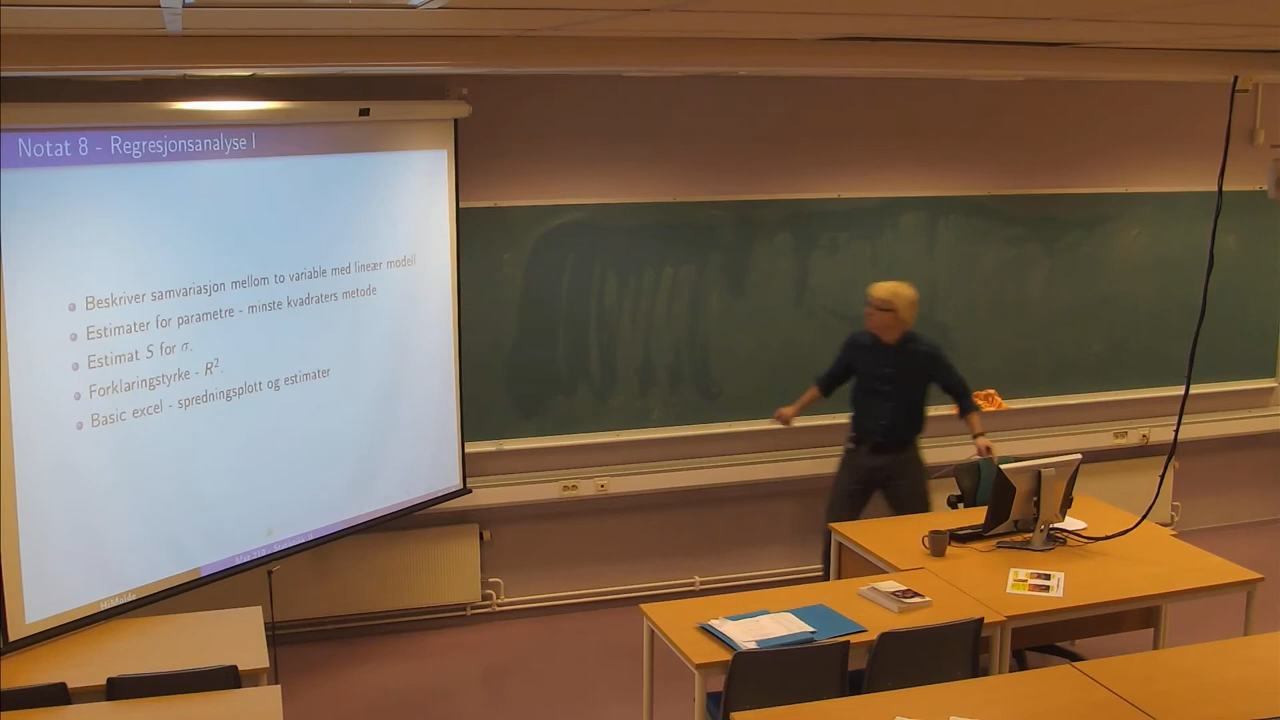 Notat 8 - Regresjonsanalyse I
Beskriver samvariasjon mellom to variable med lineær modell
Estimater for parametre - minste kvadraters metode
Estimat S for σ.
Forklaringstyrke - R².
Basic excel - spredningsplott og estimater